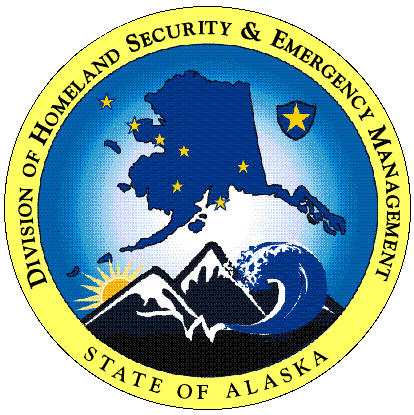 DIVISION OF HOMELAND SECURITY & EMERGENCY MANAGEMENT
STATE OF ALASKA